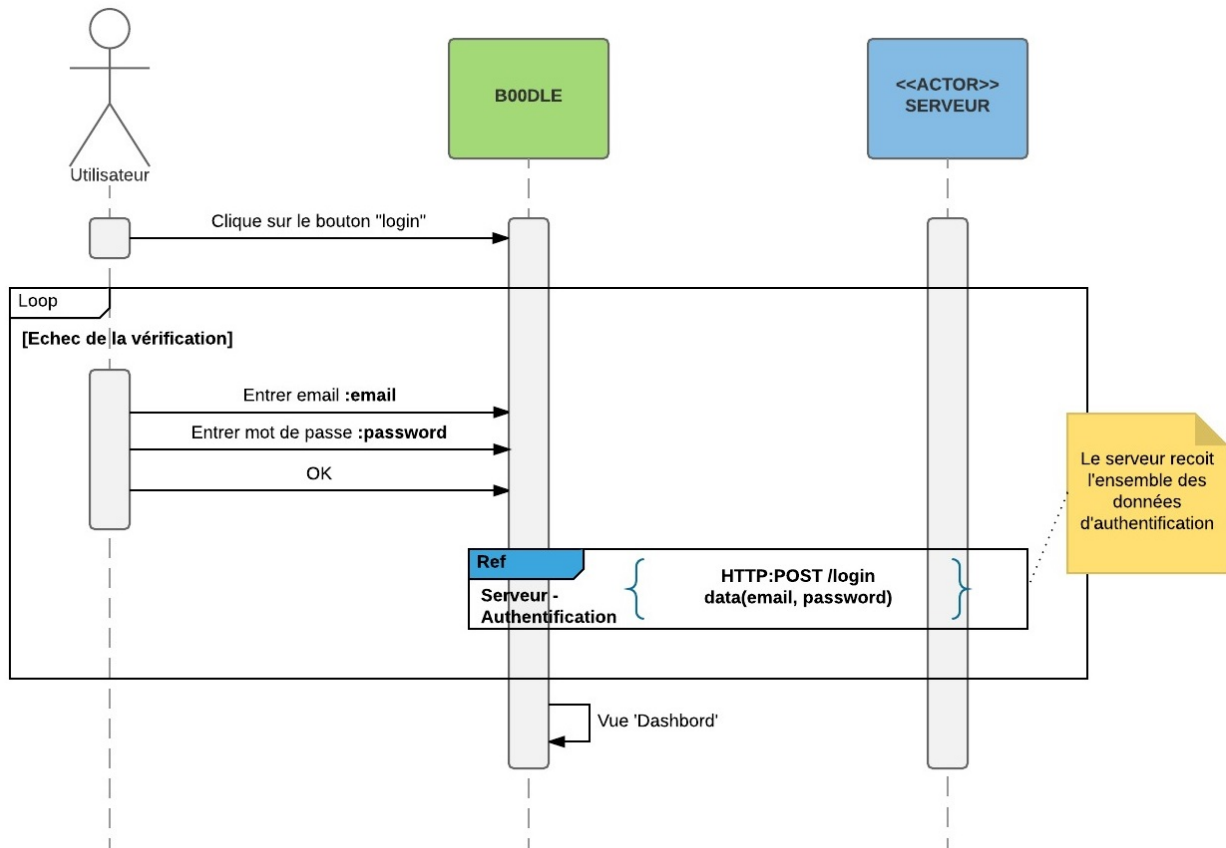 Utilisateur
B00DLE
<<ACTOR>>
SERVEUR
Clique sur le bouton "login"
Loop
[Echec de la vérification]
Entrer email :email
Entrer mot de passe :password
OK
Le serveur recoit
l'ensemble des
données
d'authentification
Ref
Serveur -
Authentification
HTTP:POST /login
data(email, password)
Vue 'Dashbord'